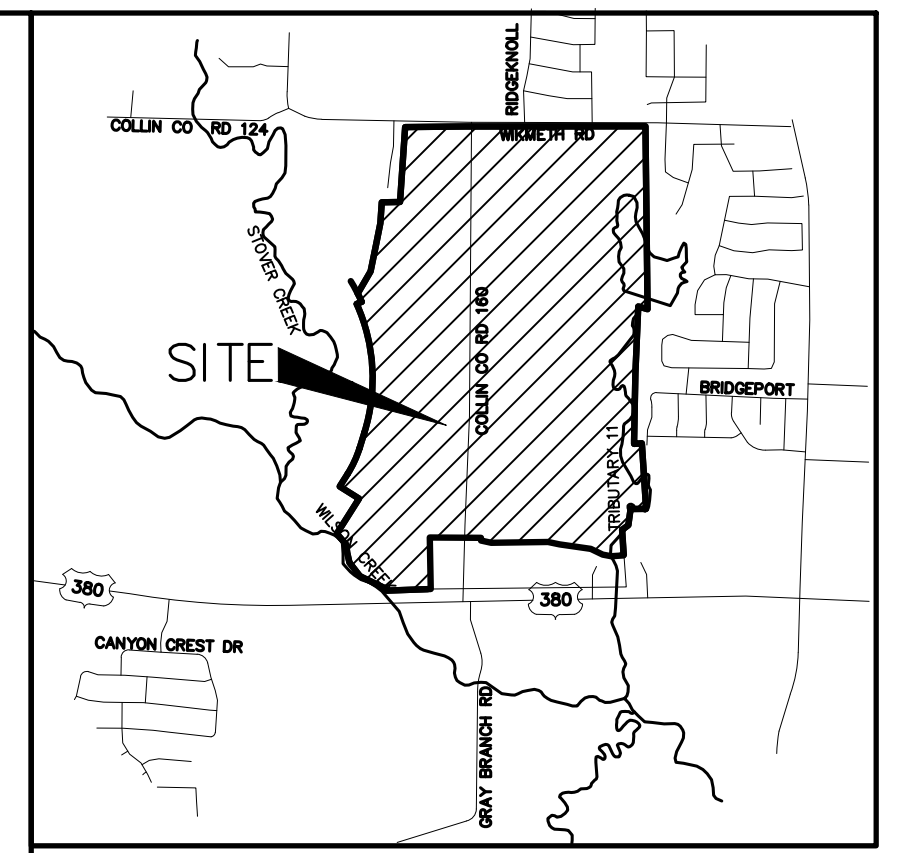 RIDGEKNOLL
COLLIN CO RD 124
WIKMETH RD
STOVER CREEK
COLLIN CO RD 160
SITE
BRIDGEPORT
TRIBUTARY 11
WILSON CREEK
380
380
CANYON CREST DR
GRAY BRANCH RD